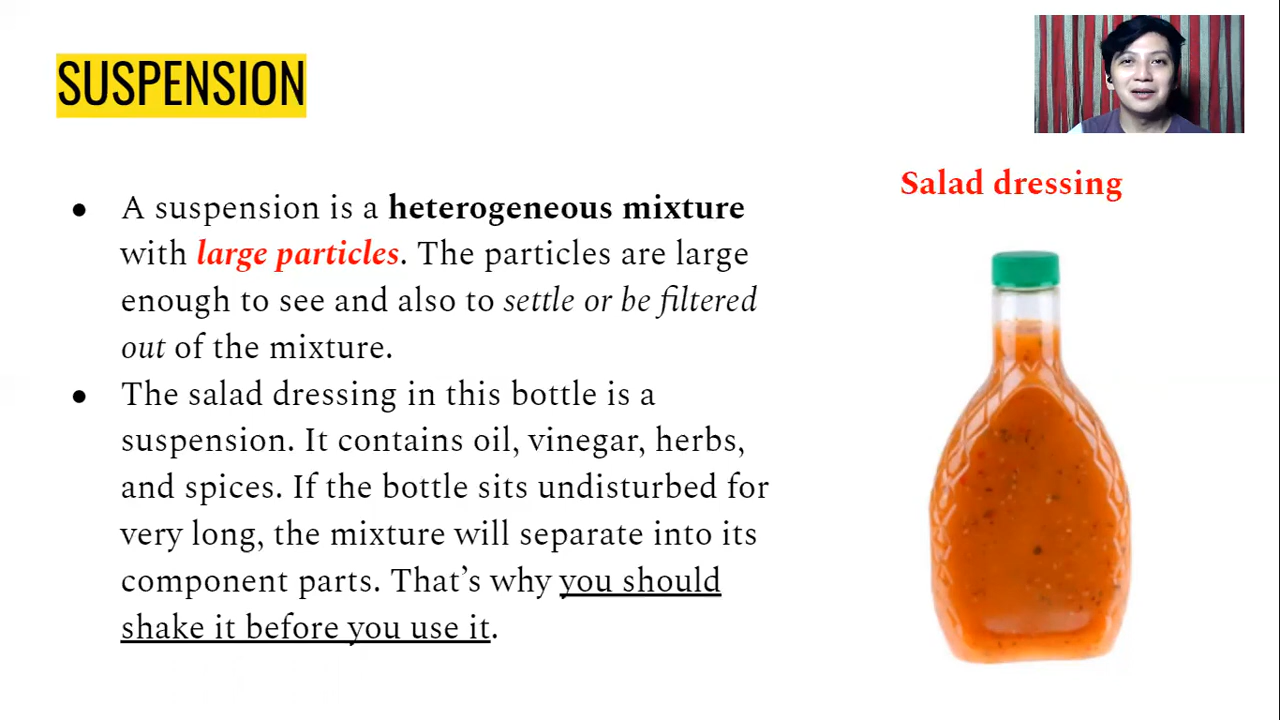 SUSPENSION
Salad dressing
● A suspension is a heterogeneous mixture
with large particles. The particles are large
enough to see and also to settle or be filtered
out of the mixture.
● The salad dressing in this bottle is a
suspension. It contains oil, vinegar, herbs,
and spices. If the bottle sits undisturbed for
very long, the mixture will separate into its
component parts. That’s why you should
shake it before you use it.